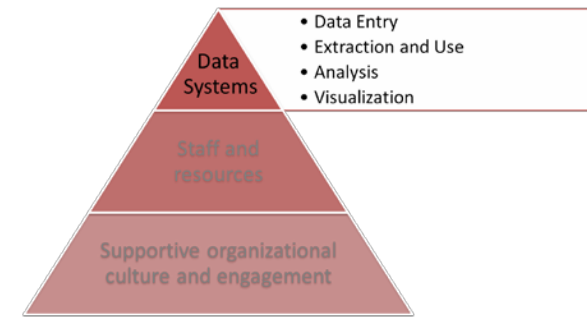 • Data Entry
• Extraction and Use
• Analysis
• Visualization
Data
Systems
Staff and
resources
Supportive organizational
culture and engagement